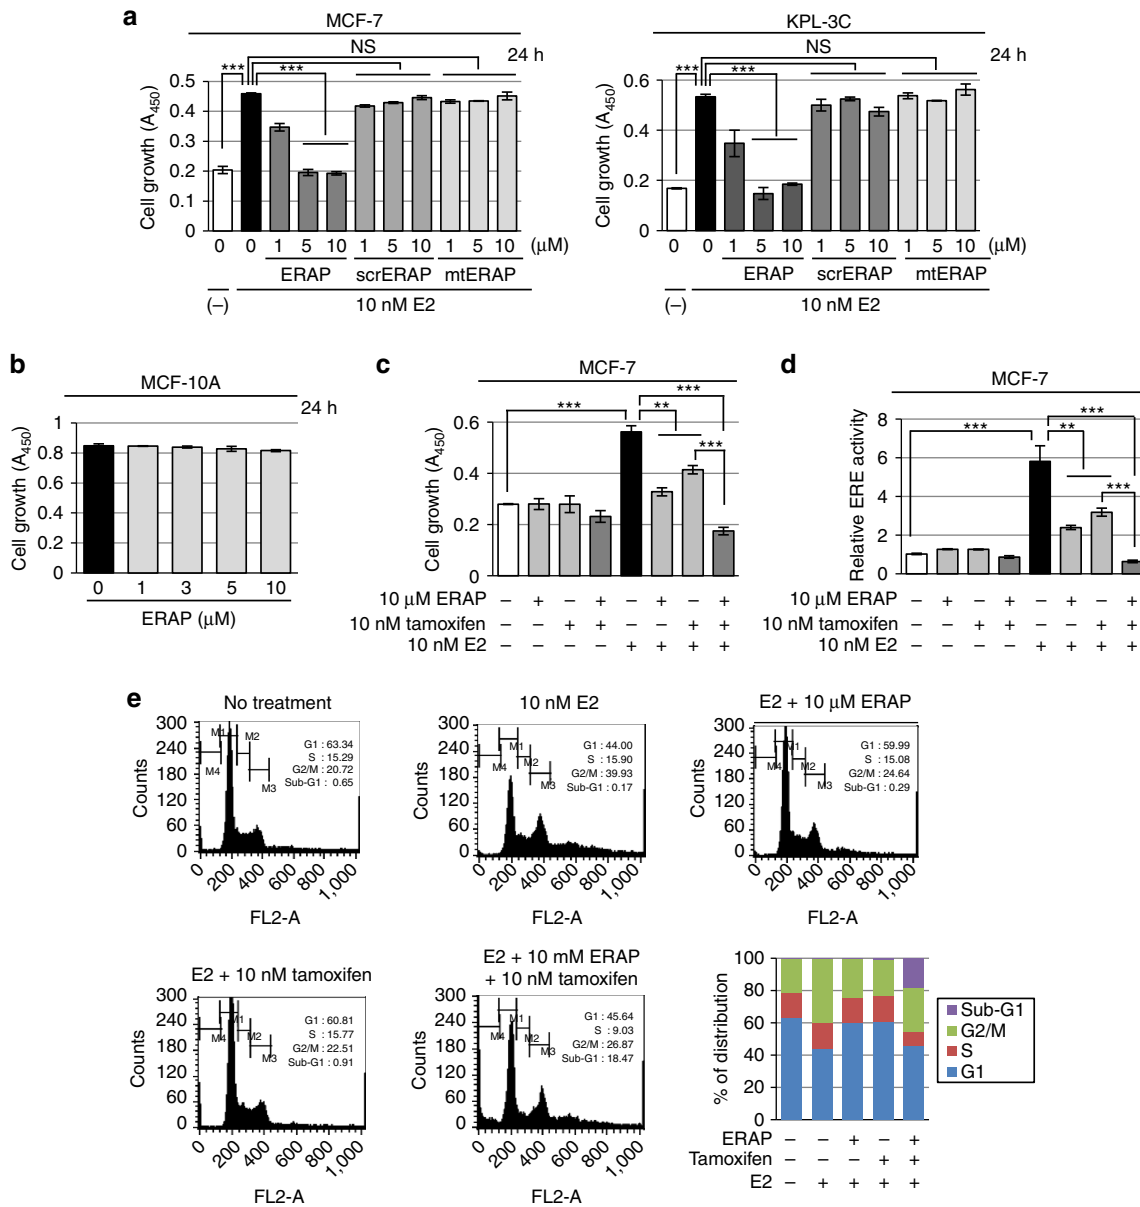 a
MCF-7
NS
24 h
***
***
0.5
0.4
0.3
0.2
0.1
0
Cell growth (A450)
0 0 1 5 10 1 5 10 1 5 10 (μM)
ERAP scrERAP mtERAP
(–) 10 nM E2
KPL-3C
NS
24 h
***
***
0.6
0.4
0.2
0
Cell growth (A450)
0 0 1 5 10 1 5 10 1 5 10 (μM)
ERAP scrERAP mtERAP
(–) 10 nM E2
b
MCF-10A
24 h
1
0.8
0.6
0.4
0.2
0
Cell growth (A450)
0 1 3 5 10
ERAP (μM)
c
MCF-7
***
*** **
***
0.6
0.4
0.2
0
Cell growth (A450)
10 μM ERAP – + – + – + – +
10 nM tamoxifen – – + + – – + +
10 nM E2 – – – – + + + +
d
MCF-7
***
*** **
***
8
6
4
2
0
Relative ERE activity
10 μM ERAP – + – + – + – +
10 nM tamoxifen – – + + – – + +
10 nM E2 – – – – + + + +
e
No treatment
300
240
180
120
60
0
Counts
M1 M2
M4 M3
G1 : 63.34
S : 15.29
G2/M : 20.72
Sub-G1 : 0.65
0 200 400 600 800 1,000
FL2-A
10 nM E2
300
240
180
120
60
0
Counts
M1
M4 M2
M3
G1 : 44.00
S : 15.90
G2/M : 39.93
Sub-G1 : 0.17
0 200 400 600 800 1,000
FL2-A
E2 + 10 μM ERAP
300
240
180
120
60
0
Counts
M1
M4 M2
M3
G1 : 59.99
S : 15.08
G2/M : 24.64
Sub-G1 : 0.29
0 200 400 600 800 1,000
FL2-A
E2 + 10 nM tamoxifen
300
240
180
120
60
0
Counts
M1
M4 M2
M3
G1 : 60.81
S : 15.77
G2/M : 22.51
Sub-G1 : 0.91
0 200 400 600 800 1,000
FL2-A
E2 + 10 mM ERAP
+ 10 nM tamoxifen
300
240
180
120
60
0
Counts
M1
M4 M2
M3
G1 : 45.64
S : 9.03
G2/M : 26.87
Sub-G1 : 18.47
0 200 400 600 800 1,000
FL2-A
100
80
60
40
20
0
% of distribution
Sub-G1
G2/M
S
G1
ERAP – – + – +
Tamoxifen – – – + +
E2 – + + + +